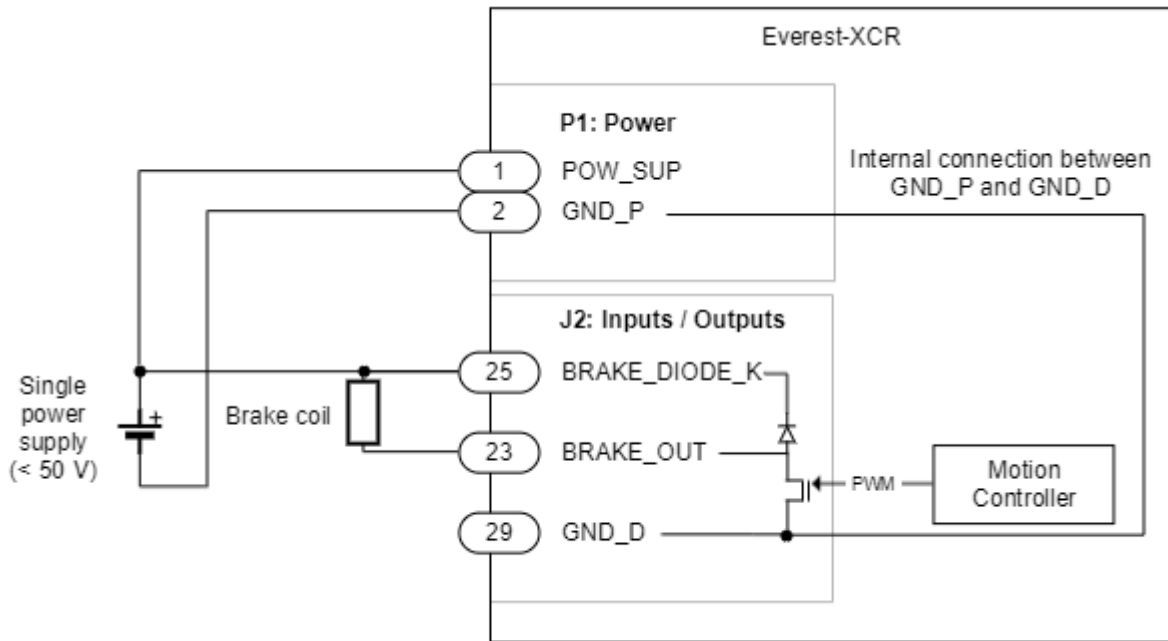 Everest-XCR
P1: Power
1
POW_SUP
2
GND_P
Internal connection between
GND_P and GND_D
J2: Inputs / Outputs
25
BRAKE_DIODE_K
Single
power
supply
(< 50 V)
+
Brake coil
23
BRAKE_OUT
PWM
Motion
Controller
29
GND_D